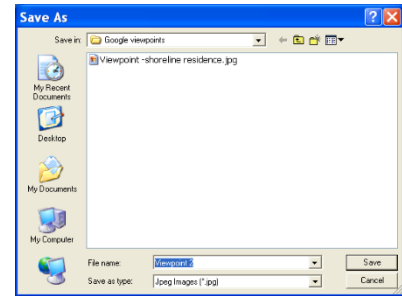 Save As
Save in:
Google viewpoints
Viewpoint -shoreline residence.jpg
My Recent
Documents
Desktop
My Documents
My Computer
File name:
Viewpoint 2
Save
Save as type:
Jpeg Images (*.jpg)
Cancel